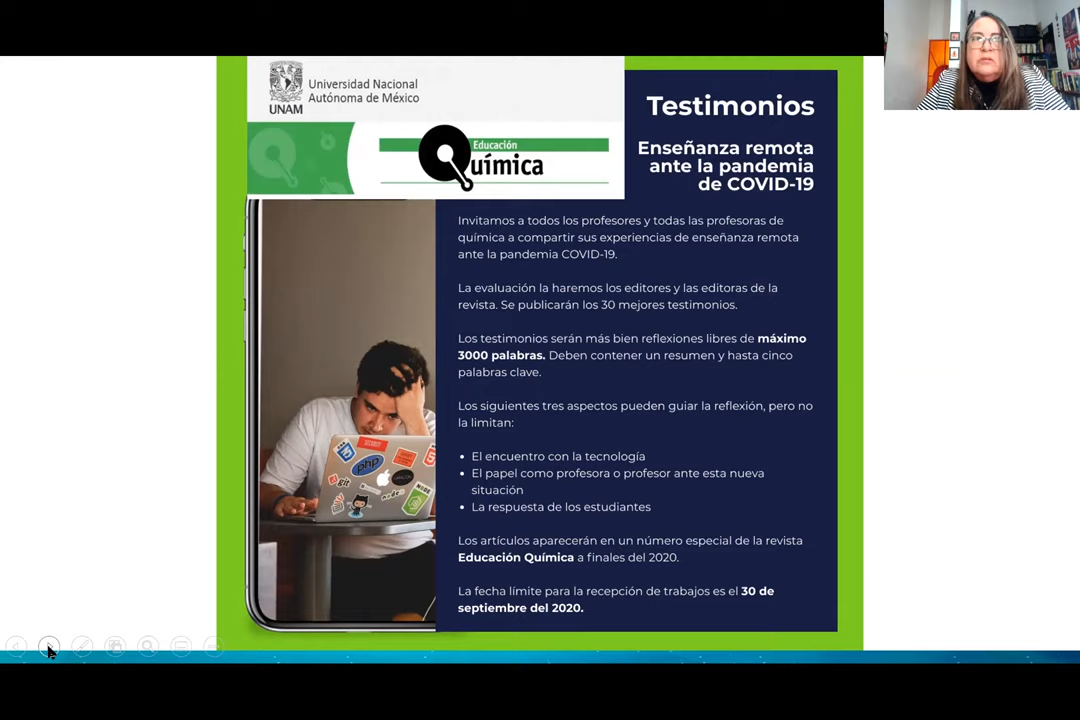 Universidad Nacional
Autónoma de México
UNAM
Educación
Química
Testimonios
Enseñanza remota
ante la pandemia
de COVID-19
Invitamos a todos los profesores y todas las profesoras de
química a compartir sus experiencias de enseñanza remota
ante la pandemia COVID-19.
La evaluación la haremos los editores y las editoras de la
revista. Se publicarán los 30 mejores testimonios.
Los testimonios serán más bien reflexiones libres de máximo
3000 palabras. Deben contener un resumen y hasta cinco
palabras clave.
Los siguientes tres aspectos pueden guiar la reflexión, pero no
la limitan:
• El encuentro con la tecnología
• El papel como profesora o profesor ante esta nueva
situación
• La respuesta de los estudiantes
Los artículos aparecerán en un número especial de la revista
Educación Química a finales del 2020.
La fecha límite para la recepción de trabajos es el 30 de
septiembre del 2020.
php
git
node
NODE